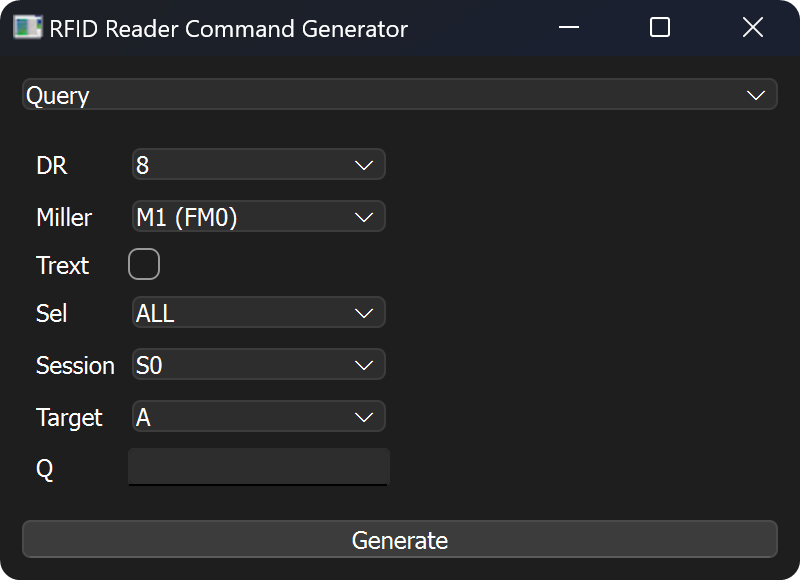 RFID Reader Command Generator
Query
DR 8
Miller M1 (FM0)
Trext
Sel ALL
Session S0
Target A
Q
Generate